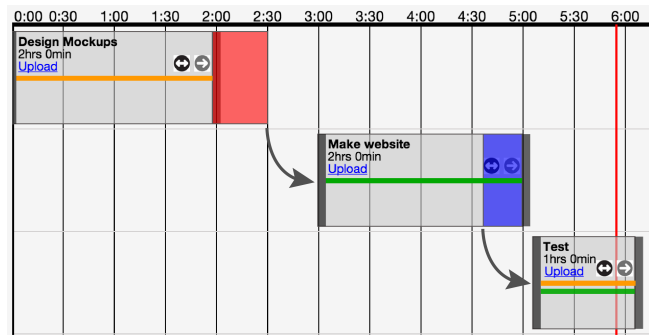 0:00 0:30 1:00 1:30 2:00 2:30 3:00 3:30 4:00 4:30 5:00 5:30 6:00
Design Mockups
2hrs 0min
Upload
Make website
2hrs 0min
Upload
Test
1hrs 0min
Upload